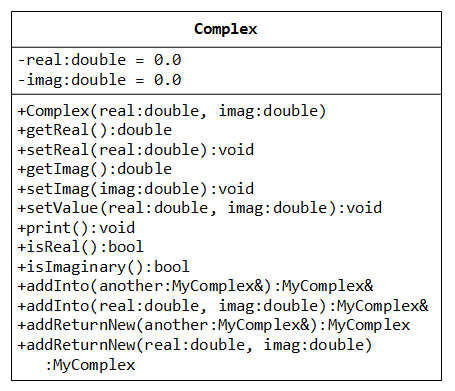 Complex
-real:double = 0.0
-imag:double = 0.0
+Complex(real:double, imag:double)
+getReal():double
+setReal(real:double):void
+getImag():double
+setImag(imag:double):void
+setValue(real:double, imag:double):void
+print():void
+isReal():bool
+isImaginary():bool
+addInto(another:MyComplex&):MyComplex&
+addInto(real:double, imag:double):MyComplex&
+addReturnNew(another:MyComplex&):MyComplex
+addReturnNew(real:double, imag:double)
:MyComplex